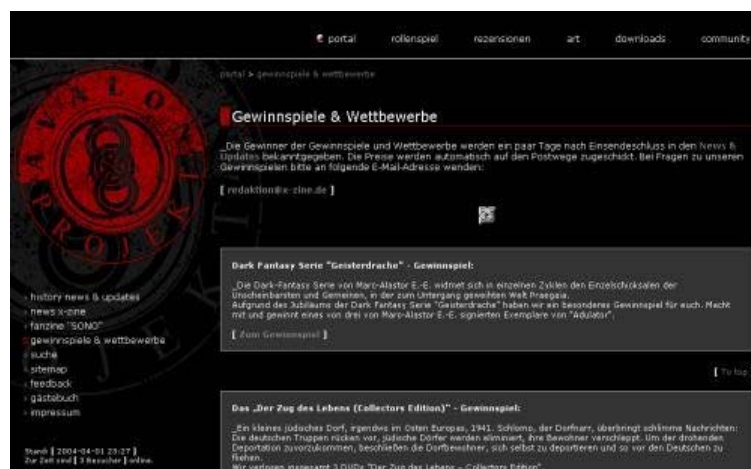 portal rollenspiel rezensionen art downloads community
portal > gewinnspiele & wettbewerbe
AVALON PROJEKT
Gewinnspiele & Wettbewerbe
_Die Gewinner der Gewinnspiele und Wettbewerbe werden ein paar Tage nach Einsendeschluss in den News &
Updates bekanntgegeben. Die Preise werden automatisch auf den Postwege zugeschickt. Bei Fragen zu unseren
Gewinnspielen bitte an folgende E-Mail-Adresse wenden:
[ redaktion@x-zine.de ]
Dark Fantasy Serie "Geisterdrache" - Gewinnspiel:
_Die Dark-Fantasy Serie von Marc-Alastor E.-E. widmet sich in einzelnen Zyklen den Einzelschicksalen der
Unscheinbarsten und Gemeinen, in der zum Untergang geweihten Welt Praegaia.
Aufgrund des Jubiläums der Dark Fantasy Serie "Geisterdrache" haben wir ein besonderes Gewinnspiel für euch. Macht
mit und gewinnt eines von drei von Marc-Alastor E.-E. signierten Exemplare von "Adulator".
[ Zum Gewinnspiel ]
history news & updates
news x-zine
fanzine "SONO"
gewinnspiele & wettbewerbe
suche
sitemap
feedback
gästebuch
impressum
[ To top
Das „Der Zug des Lebens (Collectors Edition)" - Gewinnspiel:
_Ein kleines jüdisches Dorf, irgendwo im Osten Europas, 1941. Schlomo, der Dorfnarr, überbringt schlimme Nachrichten:
Die deutschen Truppen rücken vor, jüdische Dörfer werden eliminiert, ihre Bewohner verschleppt. Um der drohenden
Deportation zuvorzukommen, beschließen die Dorfbewohner, sich selbst zu deportieren und so vor den Deutschen zu
fliehen.
Wir verlosen insgesamt 3 DVDs "Der Zug des Lebens - Collectors Edition"
Stand: [ 2004-04-01 23:27 ]
Zur Zeit sind [ 3 Besucher ] online.